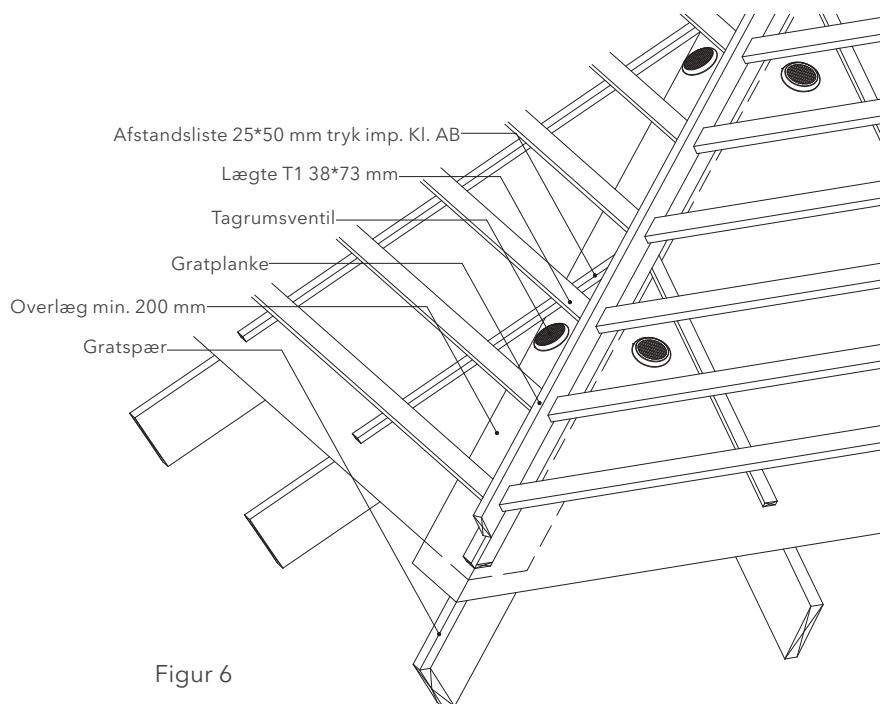 Afstandsliste 25*50 mm tryk imp. Kl. AB
Lægte T1 38*73 mm
Tagrumsventil
Gratplanke
Overlæg min. 200 mm
Gratspær
Figur 6